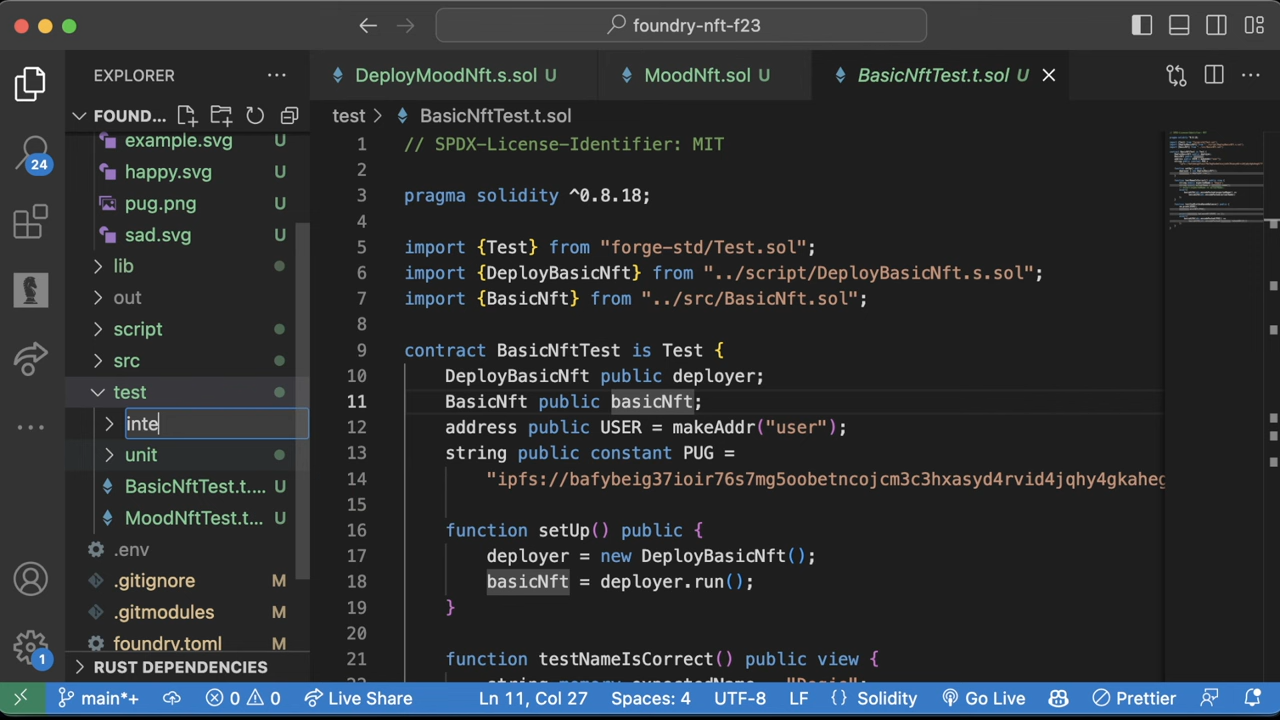 foundry-nft-f23
EXPLORER
DeployMoodNft.s.sol U
MoodNft.sol U
BasicNftTest.t.sol U
FOUND...
test > BasicNftTest.t.sol
24
example.svg U
happy.svg U
pug.png U
sad.svg U
lib
out
script
src
test
inte
unit
BasicNftTest.t.... U
MoodNftTest.t... U
.env
.gitignore M
.gitmodules M
foundry.toml M
RUST DEPENDENCIES
1 // SPDX-License-Identifier: MIT
2
3 pragma solidity ^0.8.18;
4
5 import {Test} from "forge-std/Test.sol";
6 import {DeployBasicNft} from "../script/DeployBasicNft.s.sol";
7 import {BasicNft} from "../src/BasicNft.sol";
8
9 contract BasicNftTest is Test {
10 DeployBasicNft public deployer;
11 BasicNft public basicNft;
12 address public USER = makeAddr("user");
13 string public constant PUG =
14 "ipfs://bafybeig37ioir76s7mg5oobetncojcm3c3hxasyd4rvid4jqhy4gkaheg
15
16 function setUp() public {
17 deployer = new DeployBasicNft();
18 basicNft = deployer.run();
19 }
20
21 function testNameIsCorrect() public view {
1
main*+ 0 0 Live Share Ln 11, Col 27 Spaces: 4 UTF-8 LF {} Solidity Go Live Prettier